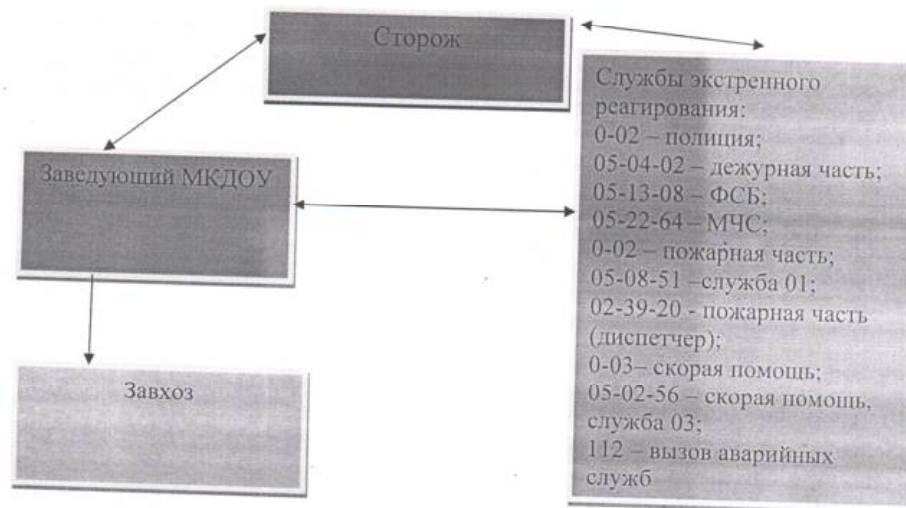 Сторож
Службы экстренного
реагирования:
0-02 – полиция;
05-04-02 – дежурная часть;
05-13-08 – ФСБ;
05-22-64 – МЧС;
0-02 – пожарная часть;
05-08-51 –служба 01;
02-39-20 - пожарная часть
(диспетчер);
0-03– скорая помощь;
05-02-56 – скорая помощь,
служба 03;
112 – вызов аварийных
служб
Заведующий МКДОУ
Завхоз